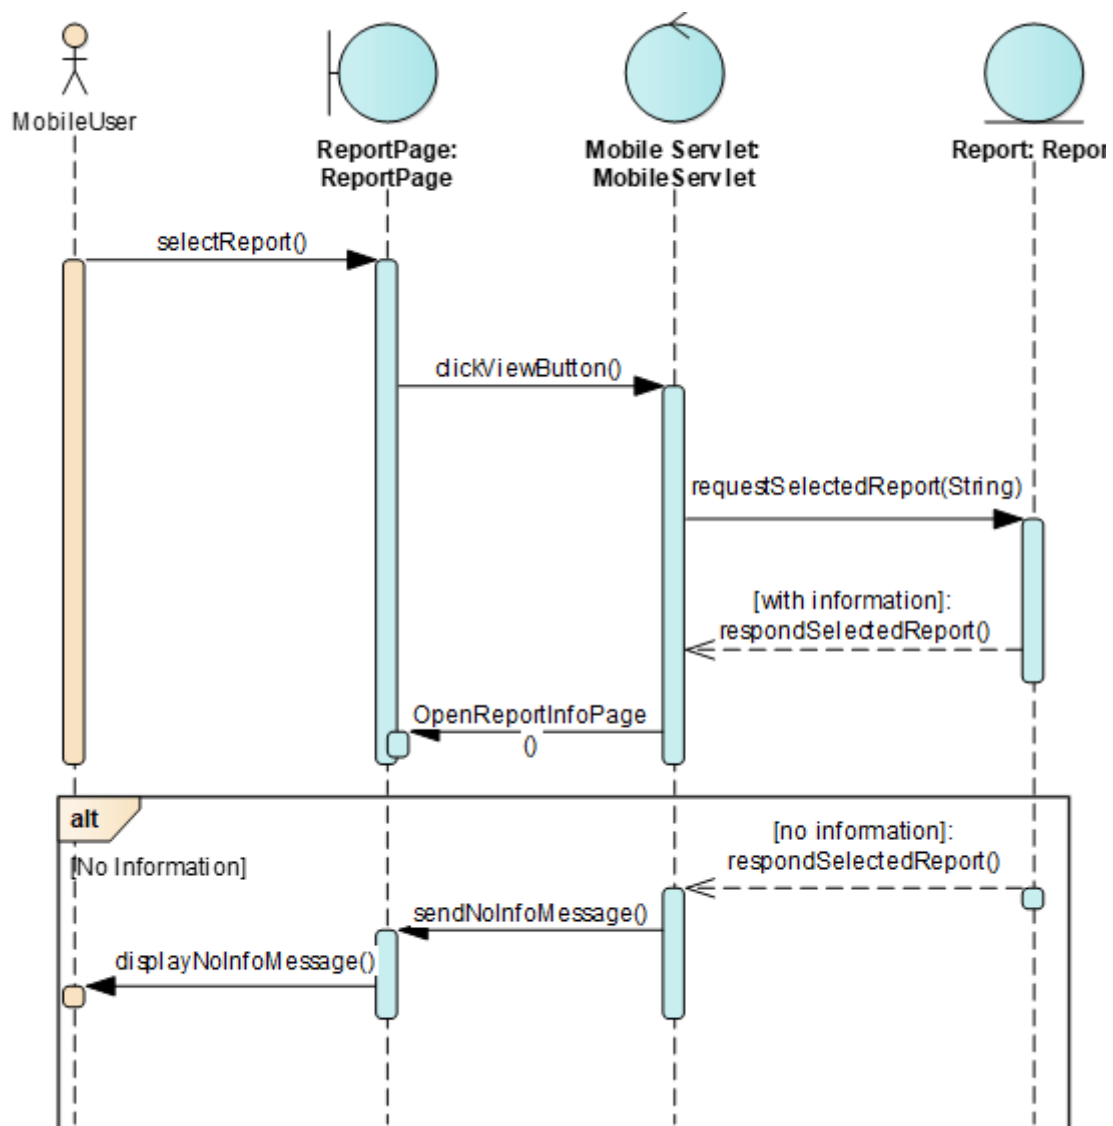 MobileUser
ReportPage:
ReportPage
Mobile Servlet:
MobileServlet
Report: Repor
selectReport()
clickViewButton()
requestSelectedReport(String)
[with information]:
respondSelectedReport()
OpenReportInfoPage
()
alt
[No Information]
[no information]:
respondSelectedReport()
sendNoInfoMessage()
displayNoInfoMessage()